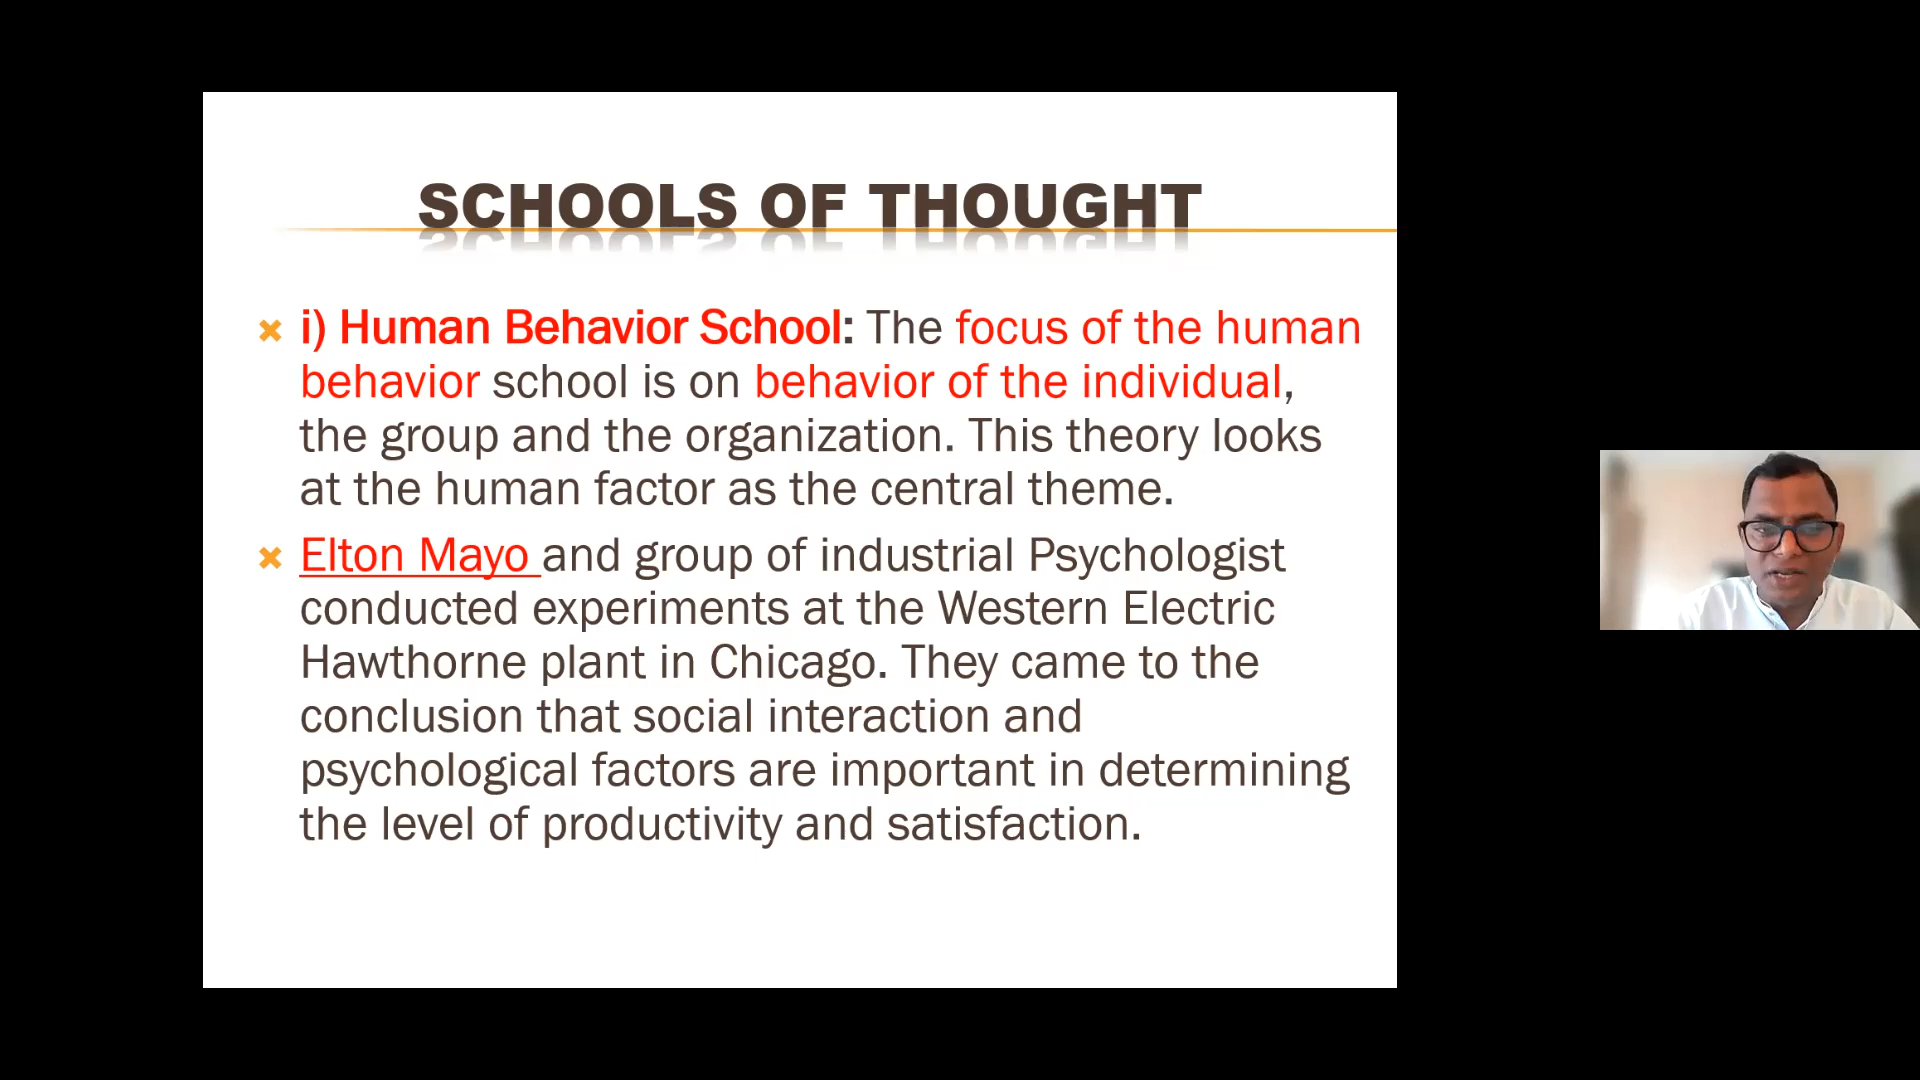 SCHOOLS OF THOUGHT
i) Human Behavior School: The focus of the human
behavior school is on behavior of the individual,
the group and the organization. This theory looks
at the human factor as the central theme.
Elton Mayo and group of industrial Psychologist
conducted experiments at the Western Electric
Hawthorne plant in Chicago. They came to the
conclusion that social interaction and
psychological factors are important in determining
the level of productivity and satisfaction.